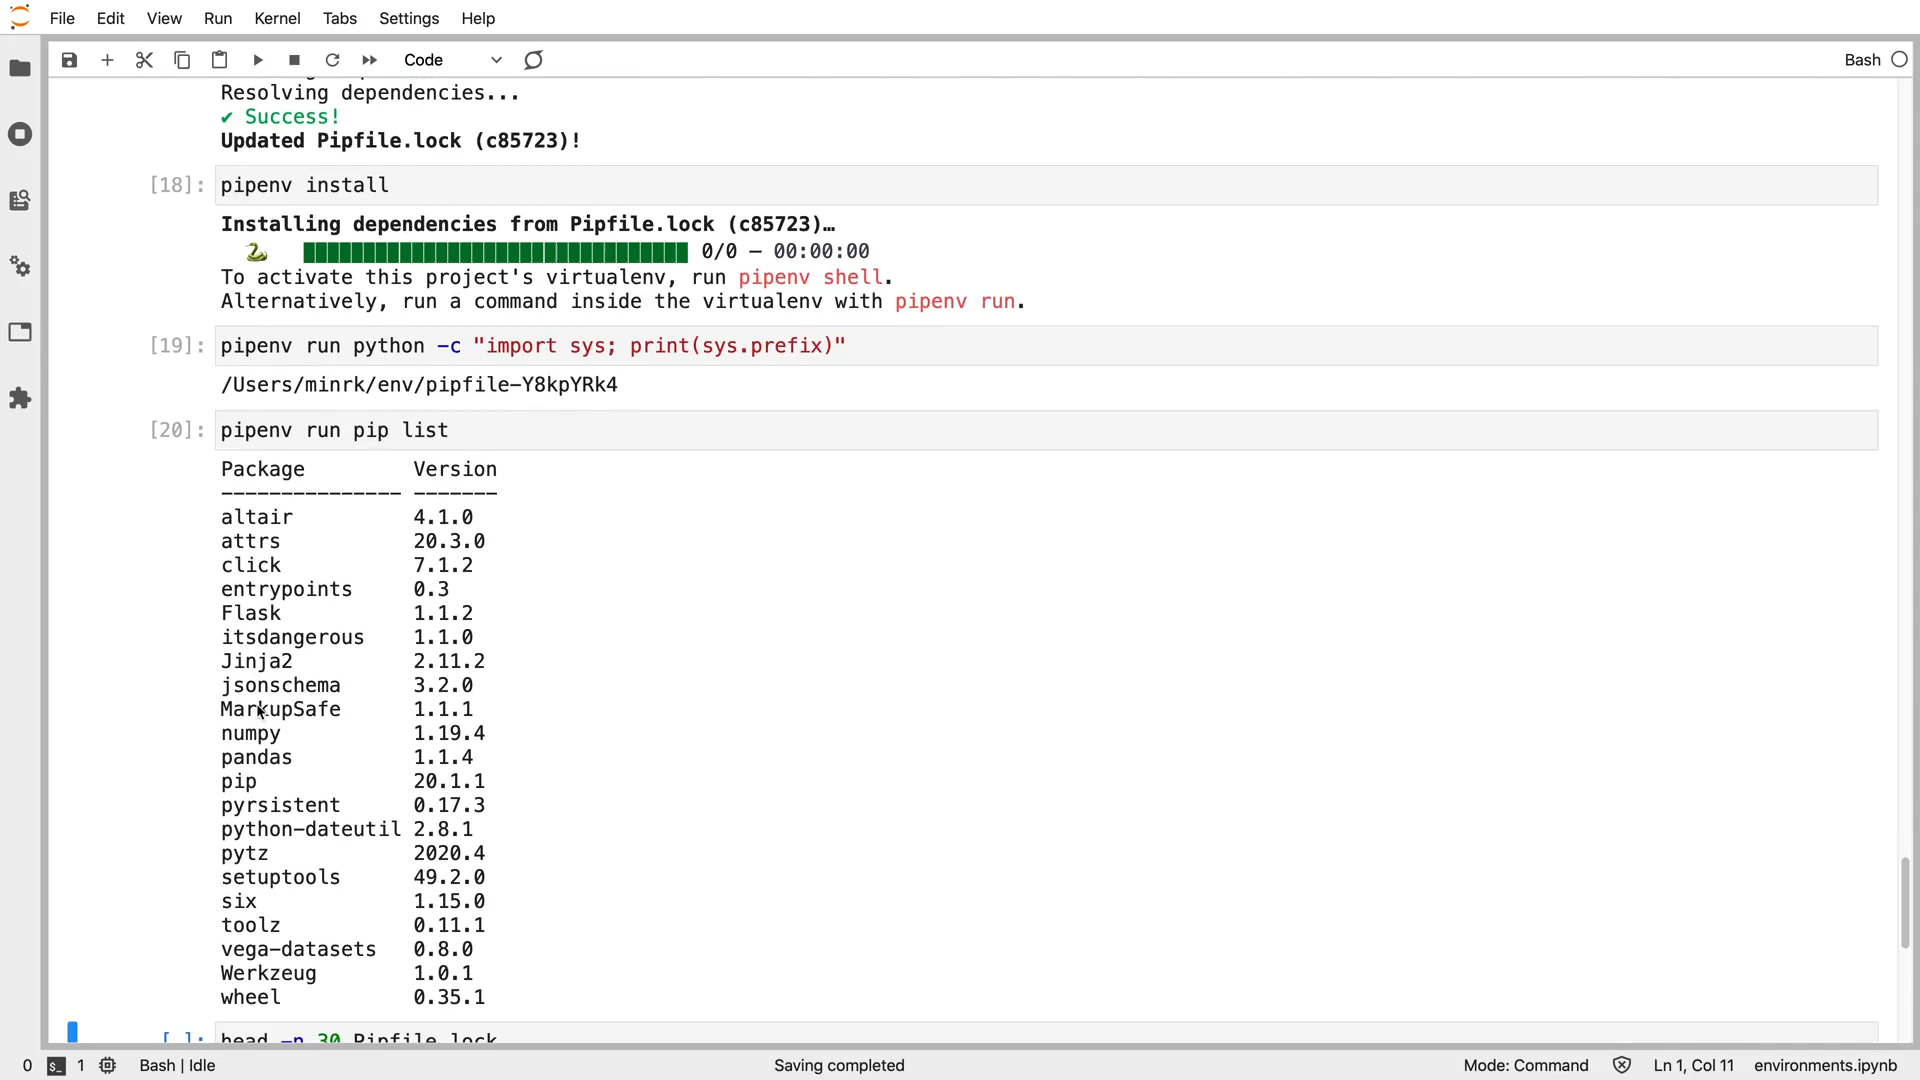 File Edit View Run Kernel Tabs Settings Help
Code
Bash
Resolving dependencies...
✔ Success!
Updated Pipfile.lock (c85723)!
[18]: pipenv install
Installing dependencies from Pipfile.lock (c85723)…
🐍 ▉▉▉▉▉▉▉▉▉▉▉▉▉▉▉▉▉▉▉▉▉▉▉▉▉▉▉▉▉▉▉▉ 0/0 — 00:00:00
To activate this project's virtualenv, run pipenv shell.
Alternatively, run a command inside the virtualenv with pipenv run.
[19]: pipenv run python -c "import sys; print(sys.prefix)"
/Users/minrk/env/pipfile-Y8kpYRk4
[20]: pipenv run pip list
Package Version
--------------- -------
altair 4.1.0
attrs 20.3.0
click 7.1.2
entrypoints 0.3
Flask 1.1.2
itsdangerous 1.1.0
Jinja2 2.11.2
jsonschema 3.2.0
MarkupSafe 1.1.1
numpy 1.19.4
pandas 1.1.4
pip 20.1.1
pyrsistent 0.17.3
python-dateutil 2.8.1
pytz 2020.4
setuptools 49.2.0
six 1.15.0
toolz 0.11.1
vega-datasets 0.8.0
Werkzeug 1.0.1
wheel 0.35.1
[ ]: head -n 30 Pipfile.lock
0 $_ 1 Bash | Idle Saving completed Mode: Command Ln 1, Col 11 environments.ipynb